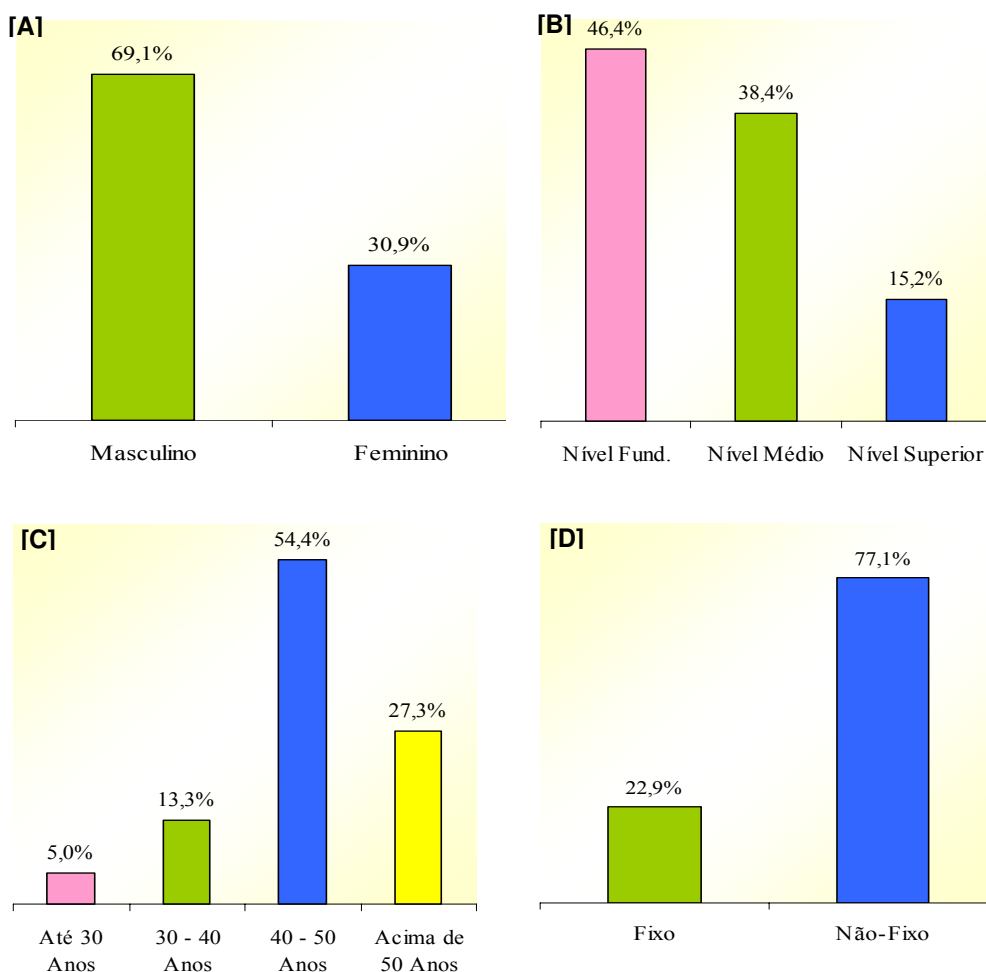 [A]
69,1%
30,9%
Masculino
Feminino
[B]
46,4%
38,4%
15,2%
Nível Fund.
Nível Médio
Nível Superior
[C]
5,0%
13,3%
54,4%
27,3%
Até 30
Anos
30 - 40
Anos
40 - 50
Anos
Acima de
50 Anos
[D]
22,9%
77,1%
Fixo
Não-Fixo